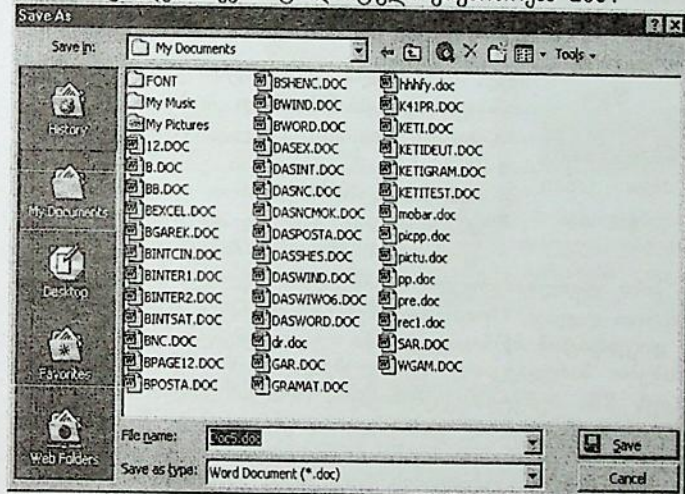 Save As
Save in: My Documents Tools
FONT BSHENC.DOC hhhfy.doc
My Music BWIND.DOC K41PR.DOC
My Pictures BWORD.DOC KETI.DOC
12.DOC DASEX.DOC KETIDEUT.DOC
B.DOC DASINT.DOC KETIGRAM.DOC
BB.DOC DASNC.DOC KETITEST.DOC
BEXCEL.DOC DASNCMOK.DOC mobar.doc
BGAREK.DOC DASPOSTA.DOC picpp.doc
BINTCIN.DOC DASSHES.DOC pictu.doc
BINTER1.DOC DASWIND.DOC pp.doc
BINTER2.DOC DASWIWO6.DOC pre.doc
BINTSAT.DOC DASWORD.DOC rec1.doc
BNC.DOC dr.doc SAR.DOC
BPAGE12.DOC GAR.DOC WGAM.DOC
BPOSTA.DOC GRAMAT.DOC
History
My Documents
Desktop
Favorites
Web Folders
File name: Doc5.doc Save
Save as type: Word Document (*.doc) Cancel